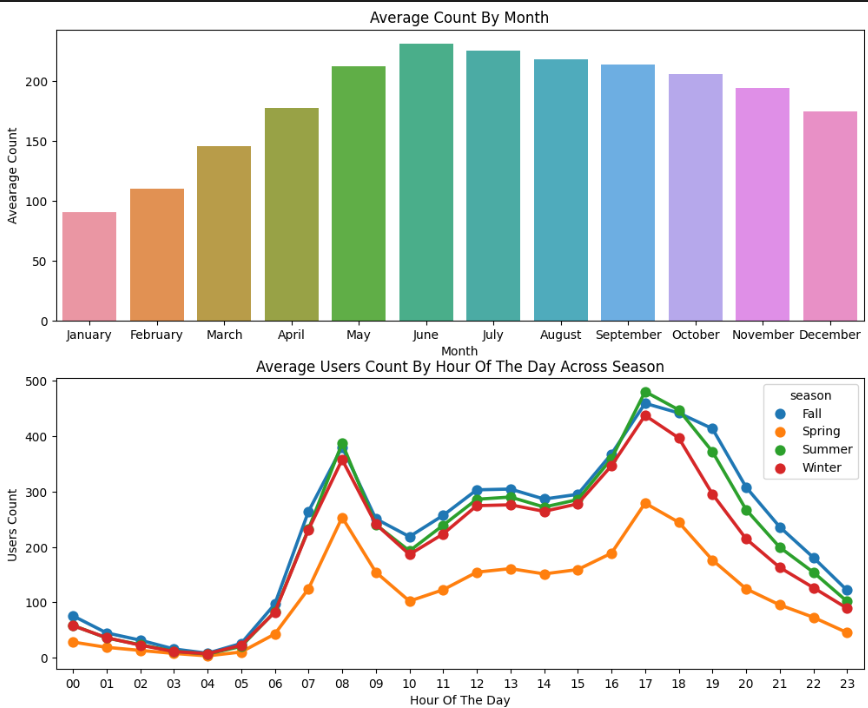 Average Count By Month
Avearage Count
200
150
100
50
0
January February March April May June July August September October November December
Month
Average Users Count By Hour Of The Day Across Season
Users Count
500
400
300
200
100
0
season
Fall
Spring
Summer
Winter
00 01 02 03 04 05 06 07 08 09 10 11 12 13 14 15 16 17 18 19 20 21 22 23
Hour Of The Day